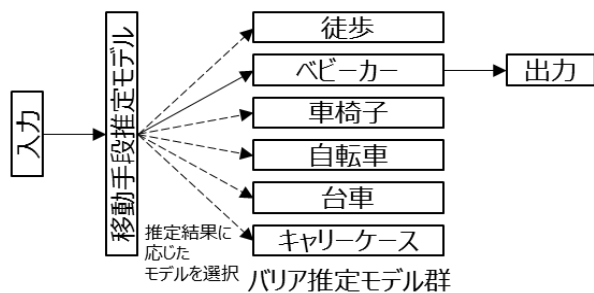 入力
移動手段推定モデル
徒歩
ベビーカー
車椅子
自転車
台車
キャリーケース
出力
推定結果に
応じた
モデルを選択
バリア推定モデル群